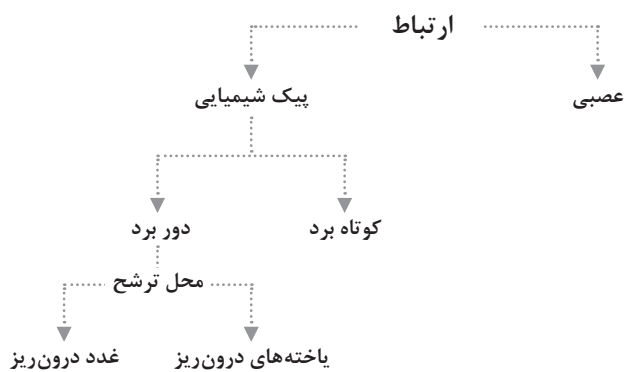 ارتباط
عصبی
پیک شیمیایی
کوتاه برد
دور برد
محل ترشح
یاخته‌های درون‌ریز
غدد درون‌ریز